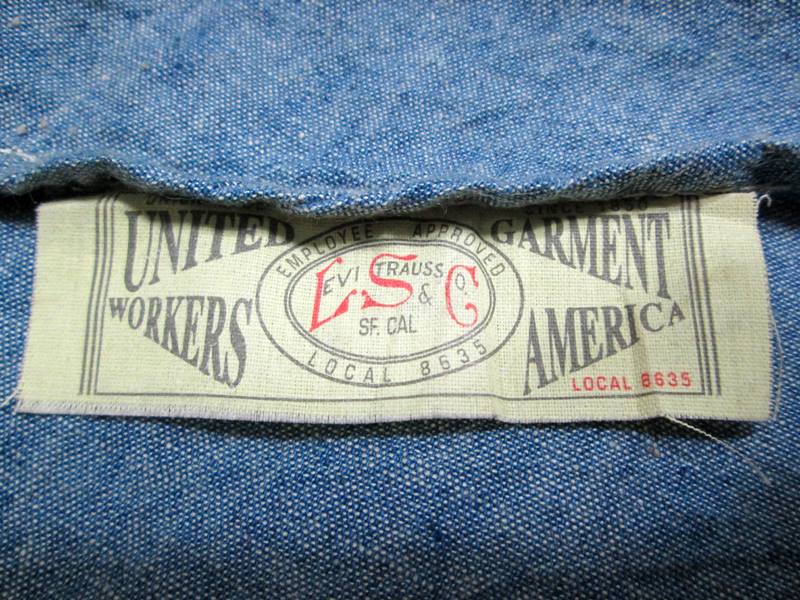 UNITED GARMENT
WORKERS AMERICA
EMPLOYEE APPROVED
LEVI STRAUSS
& CO
SF. CAL
LOCAL 8635
LOCAL 8635